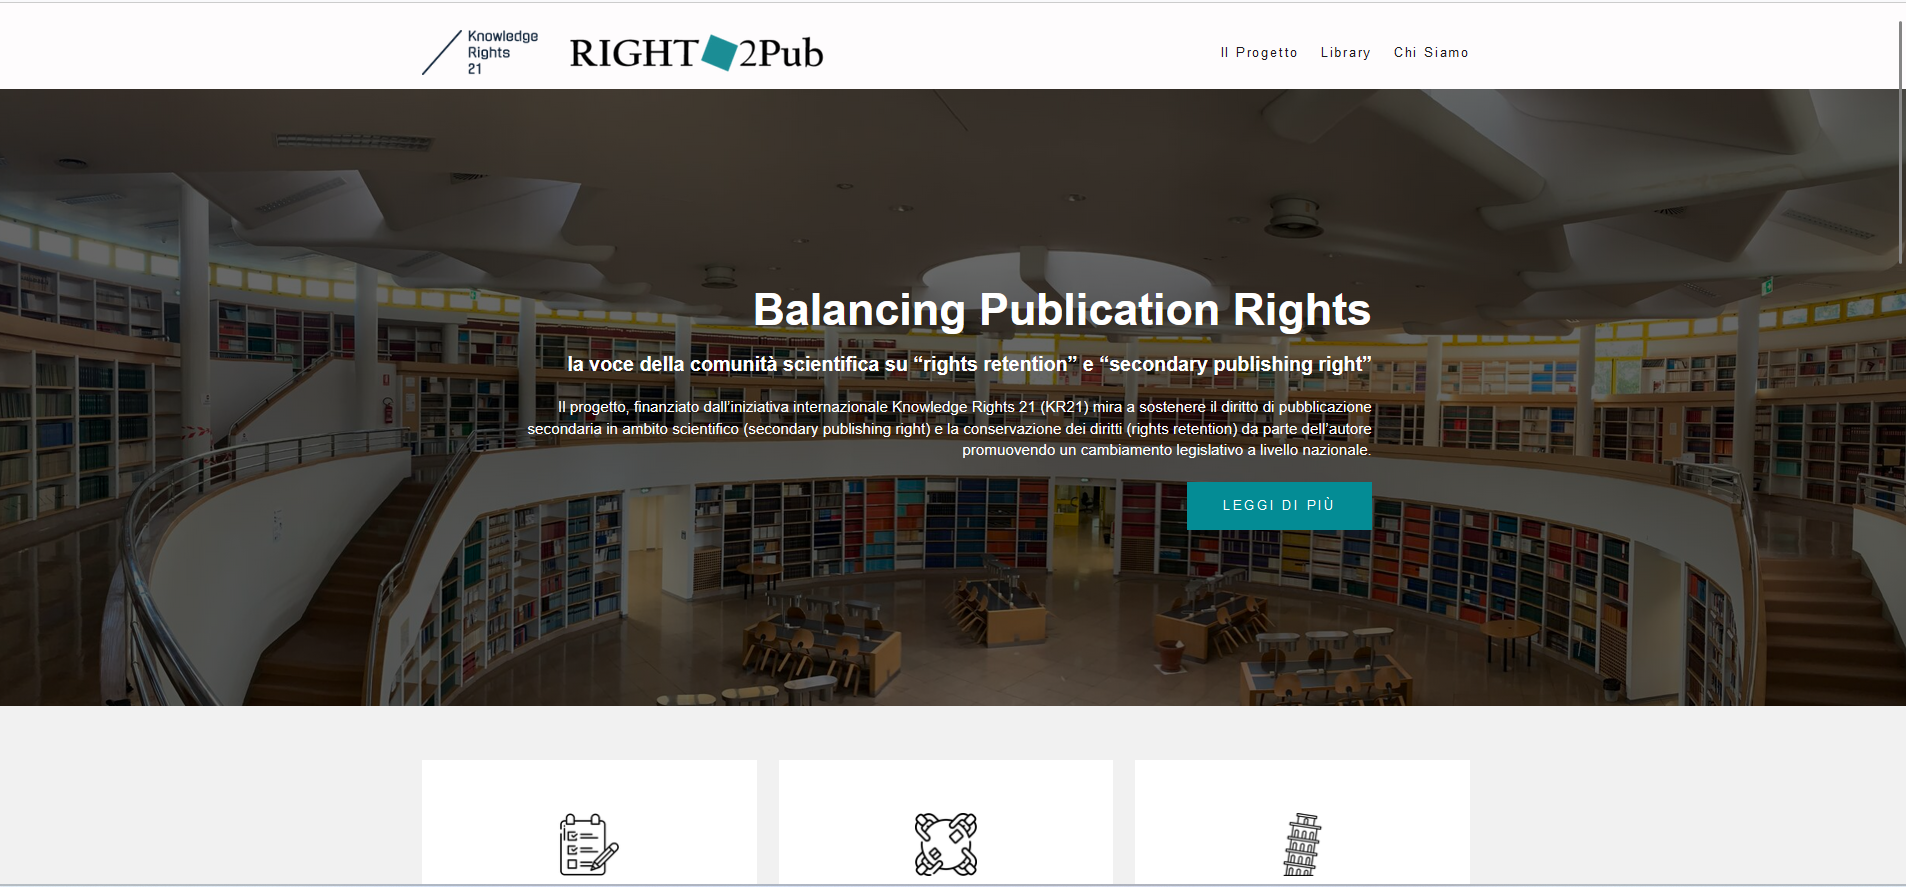 Knowledge
Rights
21
RIGHT 2Pub
Il Progetto Library Chi Siamo
Balancing Publication Rights
la voce della comunità scientifica su “rights retention” e “secondary publishing right”
Il progetto, finanziato dall’iniziativa internazionale Knowledge Rights 21 (KR21) mira a sostenere il diritto di pubblicazione
secondaria in ambito scientifico (secondary publishing right) e la conservazione dei diritti (rights retention) da parte dell’autore
promuovendo un cambiamento legislativo a livello nazionale.
LEGGI DI PIÙ